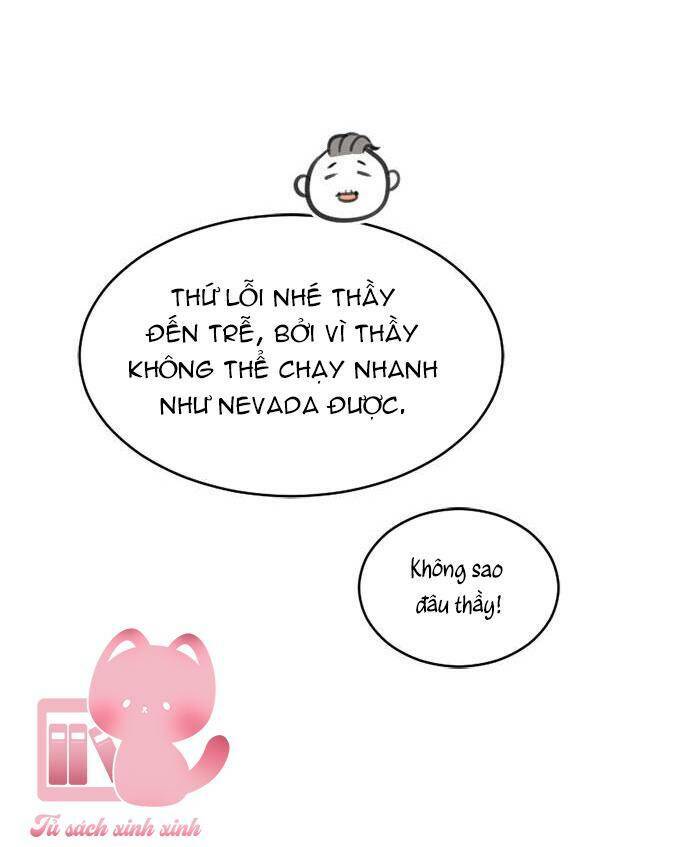 THỨ LỖI NHÉ THẦY
ĐẾN TRỄ, BỞI VÌ THẦY
KHÔNG THỂ CHẠY NHANH
NHƯ NEVADA ĐƯỢC.
Không sao
đâu thầy!
Tủ sách xinh xinh